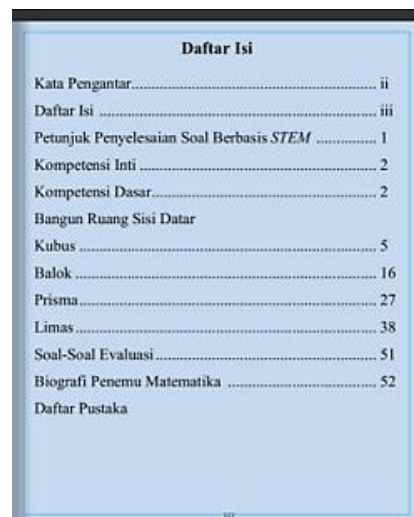 Daftar Isi
Kata Pengantar.......................................................... ii
Daftar Isi .................................................................. iii
Petunjuk Penyelesaian Soal Berbasis STEM ............... 1
Kompetensi Inti ......................................................... 2
Kompetensi Dasar...................................................... 2
Bangun Ruang Sisi Datar
Kubus ........................................................................ 5
Balok ......................................................................... 16
Prisma........................................................................ 27
Limas ......................................................................... 38
Soal-Soal Evaluasi ..................................................... 51
Biografi Penemu Matematika .................................... 52
Daftar Pustaka